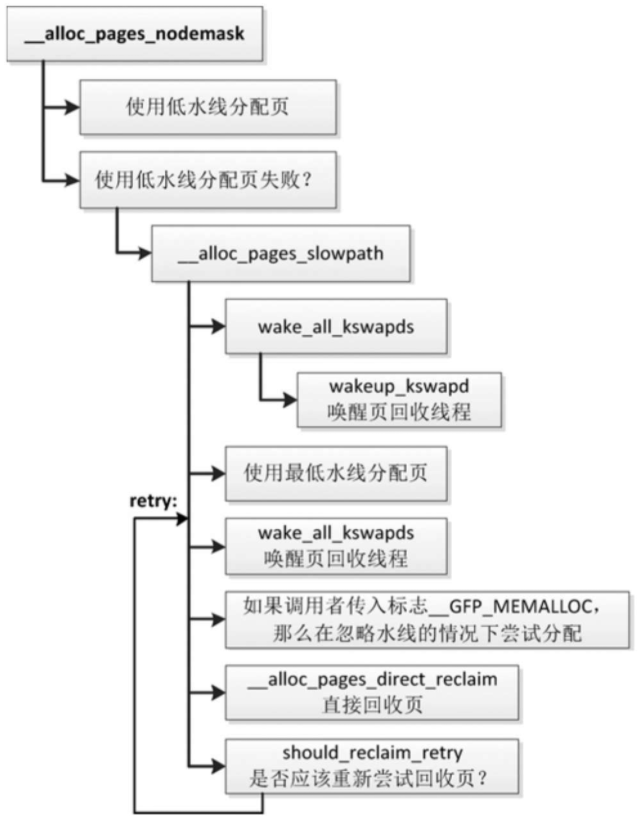 __alloc_pages_nodemask
使用低水线分配页
使用低水线分配页失败？
__alloc_pages_slowpath
wake_all_kswapds
wakeup_kswapd
唤醒页回收线程
使用最低水线分配页
retry:
wake_all_kswapds
唤醒页回收线程
如果调用者传入标志__GFP_MEMALLOC，
那么在忽略水线的情况下尝试分配
__alloc_pages_direct_reclaim
直接回收页
should_reclaim_retry
是否应该重新尝试回收页？